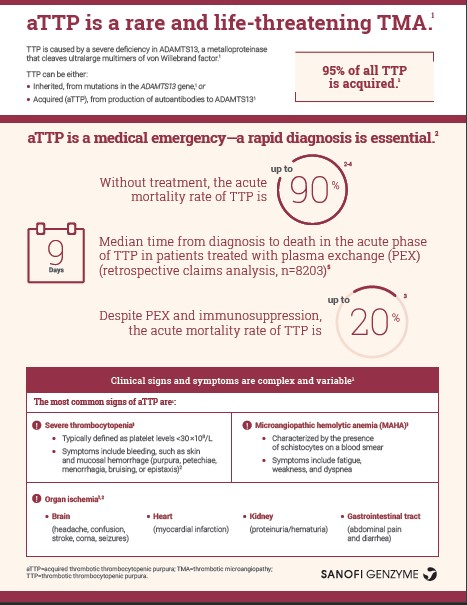 aTTP is a rare and life-threatening TMA.¹
TTP is caused by a severe deficiency in ADAMTS13, a metalloproteinase
that cleaves ultralarge multimers of von Willebrand factor.¹
TTP can be either:
• Inherited, from mutations in the ADAMTS13 gene,¹ or
• Acquired (aTTP), from production of autoantibodies to ADAMTS13¹
95% of all TTP
is acquired.¹
aTTP is a medical emergency—a rapid diagnosis is essential.²
Without treatment, the acute
mortality rate of TTP is
up to
90%
2-4
9
Days
Median time from diagnosis to death in the acute phase
of TTP in patients treated with plasma exchange (PEX)
(retrospective claims analysis, n=8203)⁶
Despite PEX and immunosuppression,
the acute mortality rate of TTP is
up to
20%
3
Clinical signs and symptoms are complex and variable¹
The most common signs of aTTP are¹:
! Severe thrombocytopenia¹
• Typically defined as platelet levels <30×10⁹/L
• Symptoms include bleeding, such as skin
and mucosal hemorrhage (purpura, petechiae,
menorrhagia, bruising, or epistaxis)²
! Microangiopathic hemolytic anemia (MAHA)¹
• Characterized by the presence
of schistocytes on a blood smear
• Symptoms include fatigue,
weakness, and dyspnea
! Organ ischemia¹,²
• Brain
(headache, confusion,
stroke, coma, seizures)
• Heart
(myocardial infarction)
• Kidney
(proteinuria/hematuria)
• Gastrointestinal tract
(abdominal pain
and diarrhea)
aTTP=acquired thrombotic thrombocytopenic purpura; TMA=thrombotic microangiopathy;
TTP=thrombotic thrombocytopenic purpura.
SANOFI GENZYME